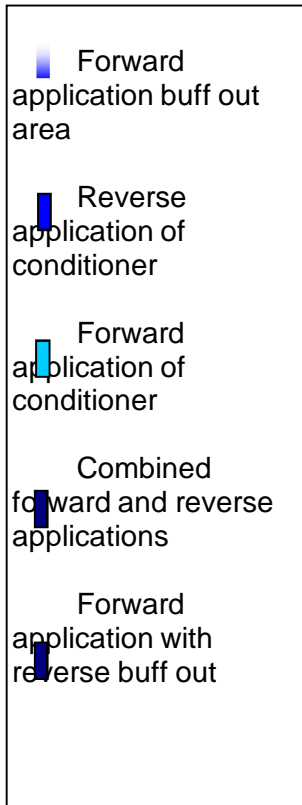 Forward
application buff out
area
Reverse
application of
conditioner
Forward
application of
conditioner
Combined
forward and reverse
applications
Forward
application with
reverse buff out